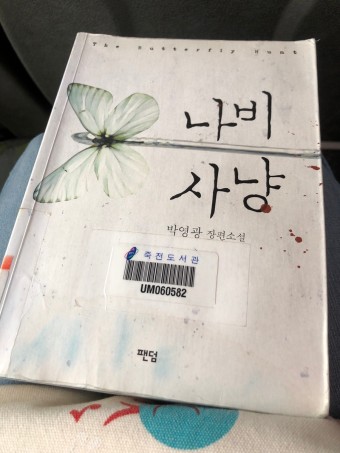 The Butterfly Hunt
나비
사냥
박영광 장편소설
죽전도서관
UM060582
팬덤